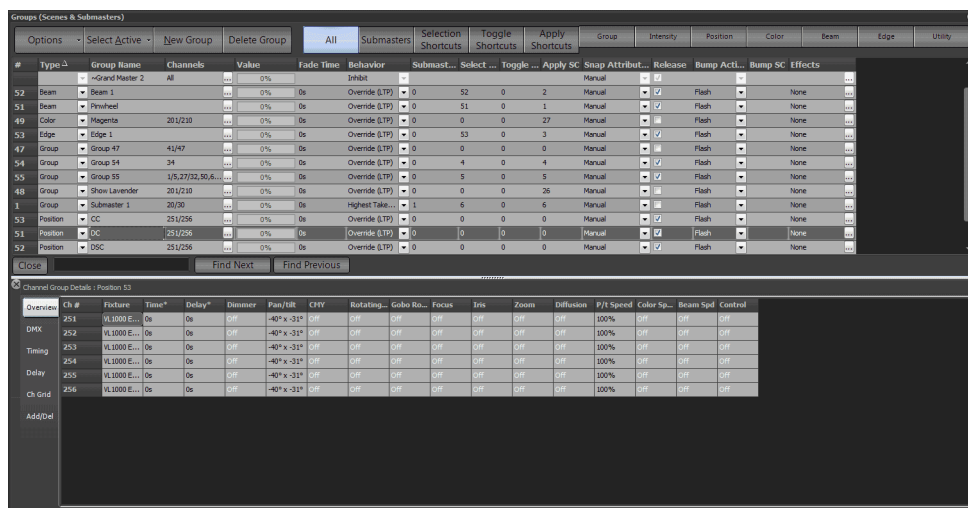 Groups (Scenes & Submasters)
Options Select Active New Group Delete Group All Submasters Selection Shortcuts Toggle Shortcuts Apply Shortcuts Group Intensity Position Color Beam Edge Utility
# Type Group Name Channels Value Fade Time Behavior Submast... Select ... Toggle ... Apply SC Snap Attribut... Release Bump Acti... Bump SC Effects
~Grand Master 2 All ... 0% Inhibit Manual ...
52 Beam Beam 1 ... 0% 0s Override (LTP) 0 52 0 2 Manual Flash None ...
51 Beam Pinwheel ... 0% 0s Override (LTP) 0 51 0 1 Manual Flash None ...
49 Color Magenta 201/210 ... 0% 0s Override (LTP) 0 0 0 27 Manual Flash None ...
53 Edge Edge 1 ... 0% 0s Override (LTP) 0 53 0 3 Manual Flash None ...
47 Group Group 47 41/47 ... 0% 0s Override (LTP) 0 0 0 0 Manual Flash None ...
54 Group Group 54 34 ... 0% 0s Override (LTP) 0 4 0 4 Manual Flash None ...
55 Group Group 55 1/5,27/32,50,6... ... 0% 0s Override (LTP) 0 5 0 5 Manual Flash None ...
48 Group Show Lavender 201/210 ... 0% 0s Override (LTP) 0 0 0 26 Manual Flash None ...
1 Group Submaster 1 20/30 ... 0% 0s Highest Take... 1 6 0 6 Manual Flash None ...
53 Position CC 251/256 ... 0% 0s Override (LTP) 0 0 0 0 Manual Flash None ...
51 Position DC 251/256 ... 0% 0s Override (LTP) 0 0 0 0 Manual Flash None ...
52 Position DSC 251/256 ... 0% 0s Override (LTP) 0 0 0 0 Manual Flash None ...
Close Find Next Find Previous
Channel Group Details : Position 53
Overview
DMX
Timing
Delay
Ch Grid
Add/Del
Ch # Fixture Time* Delay* Dimmer Pan/tilt CMY Rotating... Gobo Ro... Focus Iris Zoom Diffusion P/t Speed Color Sp... Beam Spd Control
251 VL1000 E... 0s 0s Off -40° x -31° Off Off Off Off Off Off Off 100% Off Off Off
252 VL1000 E... 0s 0s Off -40° x -31° Off Off Off Off Off Off Off 100% Off Off Off
253 VL1000 E... 0s 0s Off -40° x -31° Off Off Off Off Off Off Off 100% Off Off Off
254 VL1000 E... 0s 0s Off -40° x -31° Off Off Off Off Off Off Off 100% Off Off Off
255 VL1000 E... 0s 0s Off -40° x -31° Off Off Off Off Off Off Off 100% Off Off Off
256 VL1000 E... 0s 0s Off -40° x -31° Off Off Off Off Off Off Off 100% Off Off Off